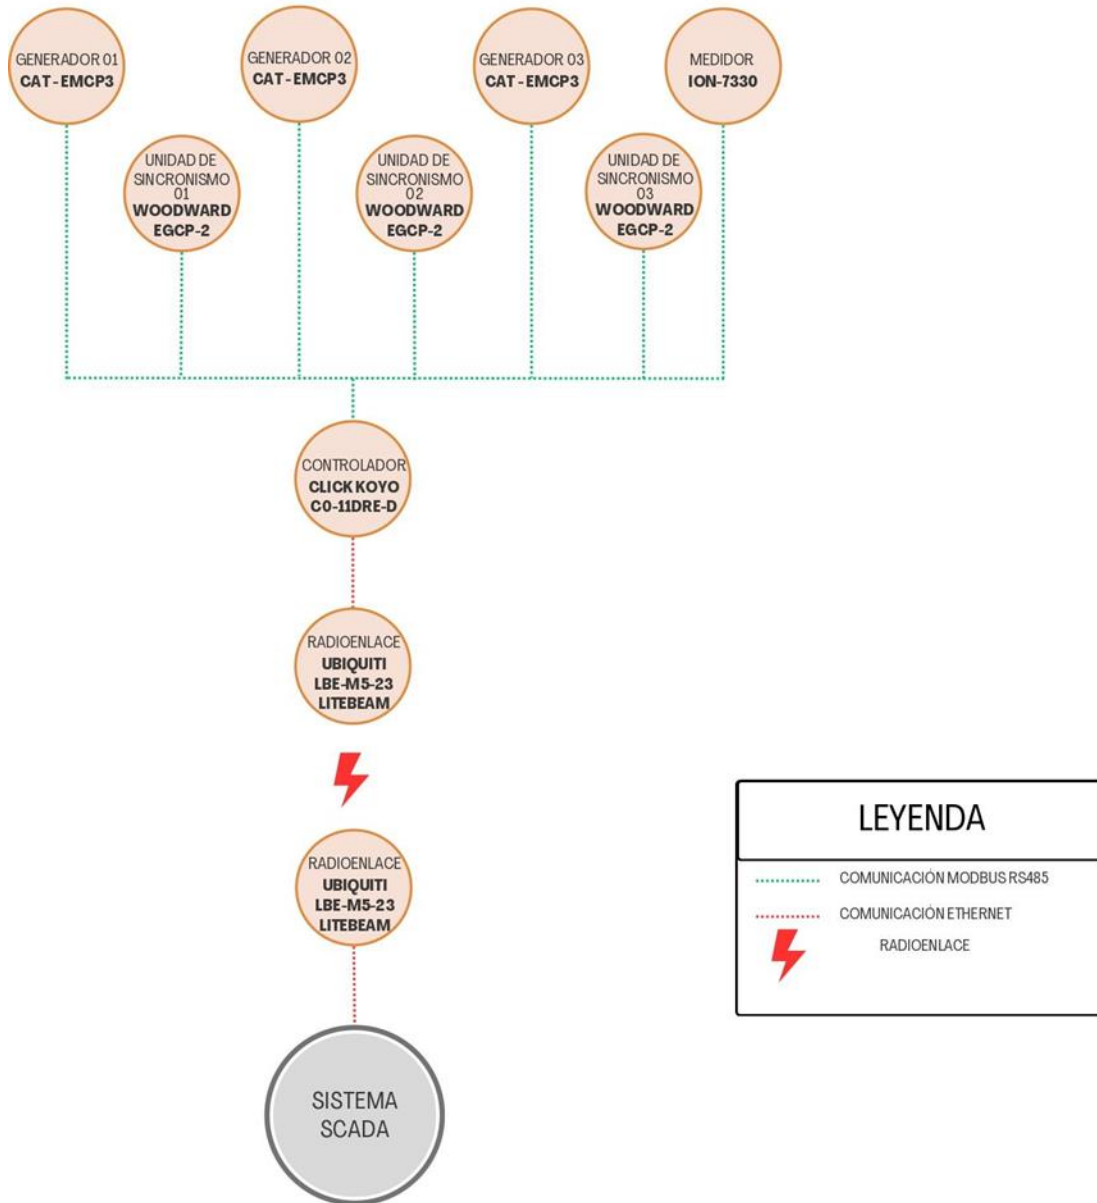 GENERADOR 01
CAT - EMCP3
GENERADOR 02
CAT - EMCP3
GENERADOR 03
CAT - EMCP3
MEDIDOR
ION-7330
UNIDAD DE
SINCRONISMO
01
WOODWARD
EGCP-2
UNIDAD DE
SINCRONISMO
02
WOODWARD
EGCP-2
UNIDAD DE
SINCRONISMO
03
WOODWARD
EGCP-2
CONTROLADOR
CLICK KOYO
C0-11DRE-D
RADIOENLACE
UBIQUITI
LBE-M5-23
LITEBEAM
RADIOENLACE
UBIQUITI
LBE-M5-23
LITEBEAM
SISTEMA
SCADA
LEYENDA
COMUNICACIÓN MODBUS RS485
COMUNICACIÓN ETHERNET
RADIOENLACE